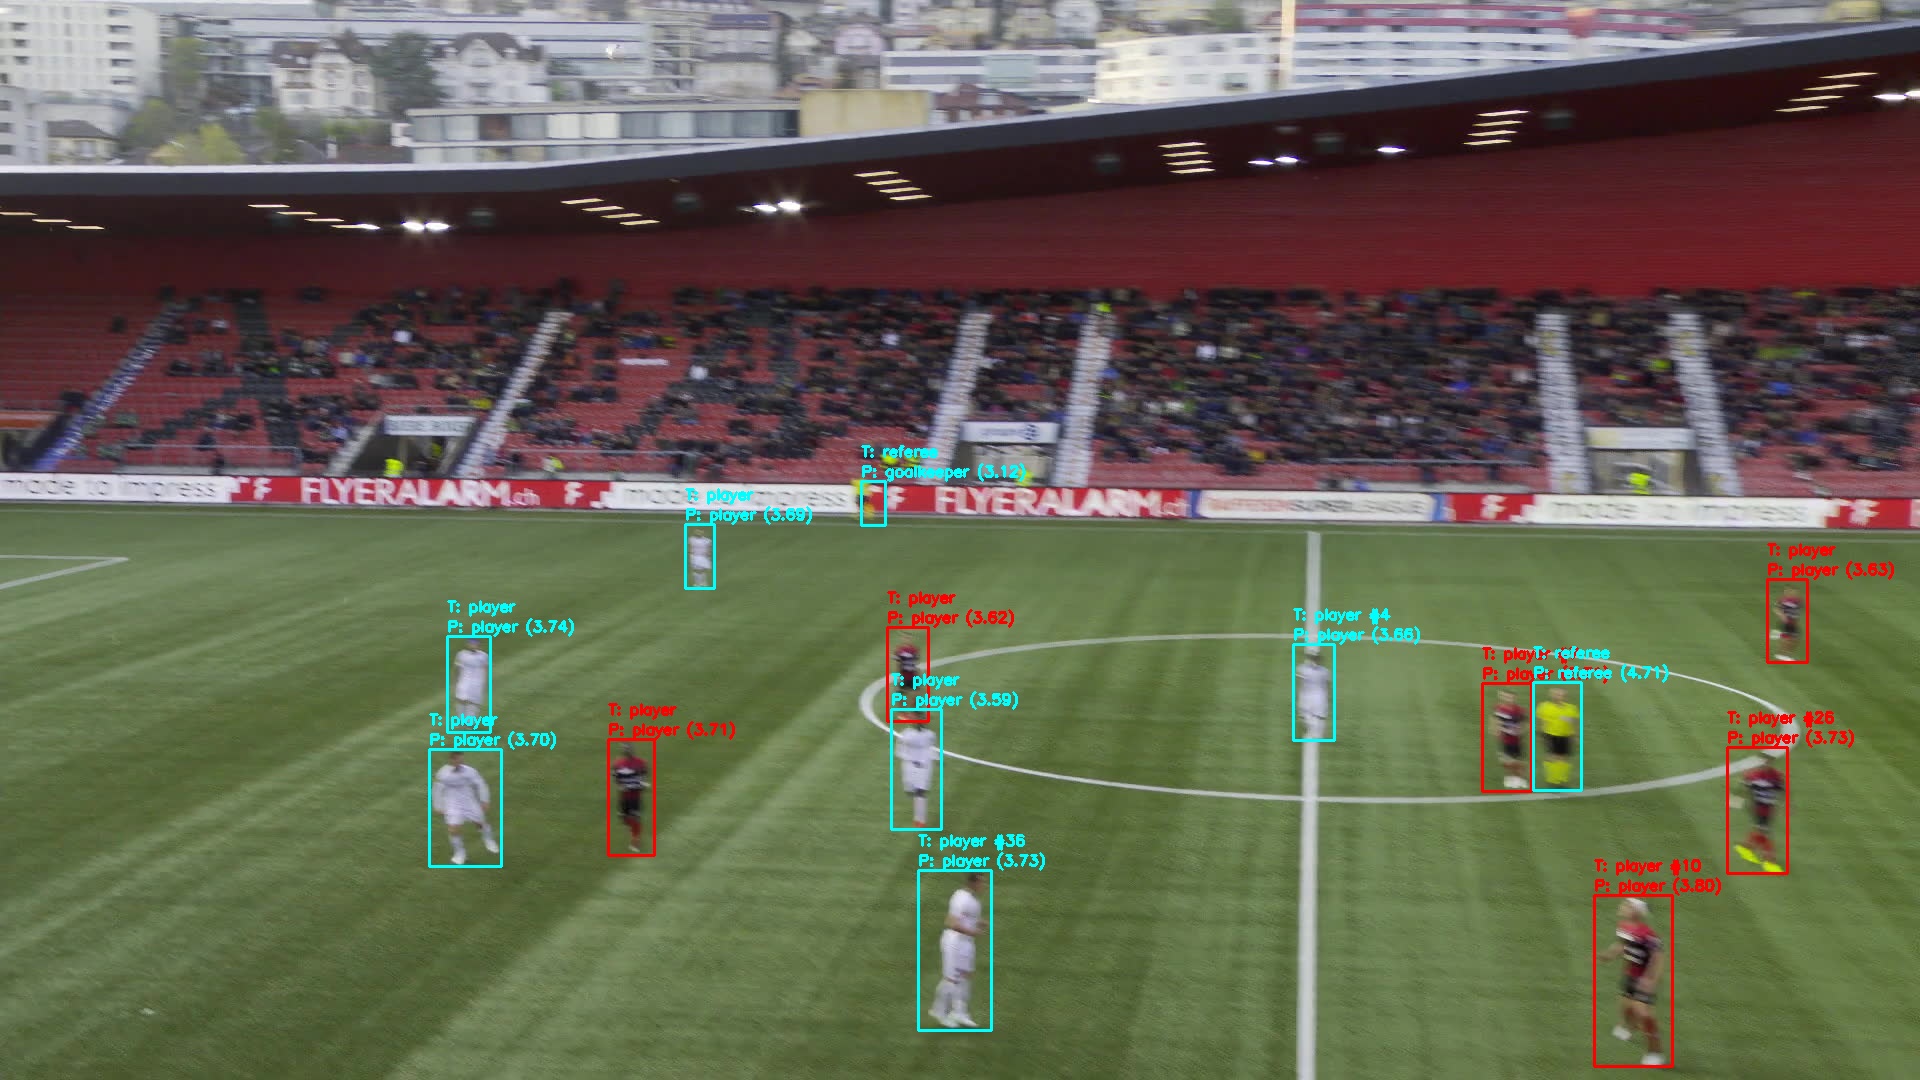 T: referee
P: goalkeeper (3.12)
made to impress
FLYERALARM.ch
FLYERALARM.ch
T: player
P: player (3.69)
T: player
P: player (3.63)
T: player
P: player (3.62)
T: player
P: player (3.74)
T: player #4
P: player (3.66)
T: referee
P: referee (4.71)
T: player
P: player (3.59)
T: player
P: player (3.71)
T: player
P: player (3.70)
T: player #26
P: player (3.73)
T: player #36
P: player (3.73)
T: player #10
P: player (3.80)